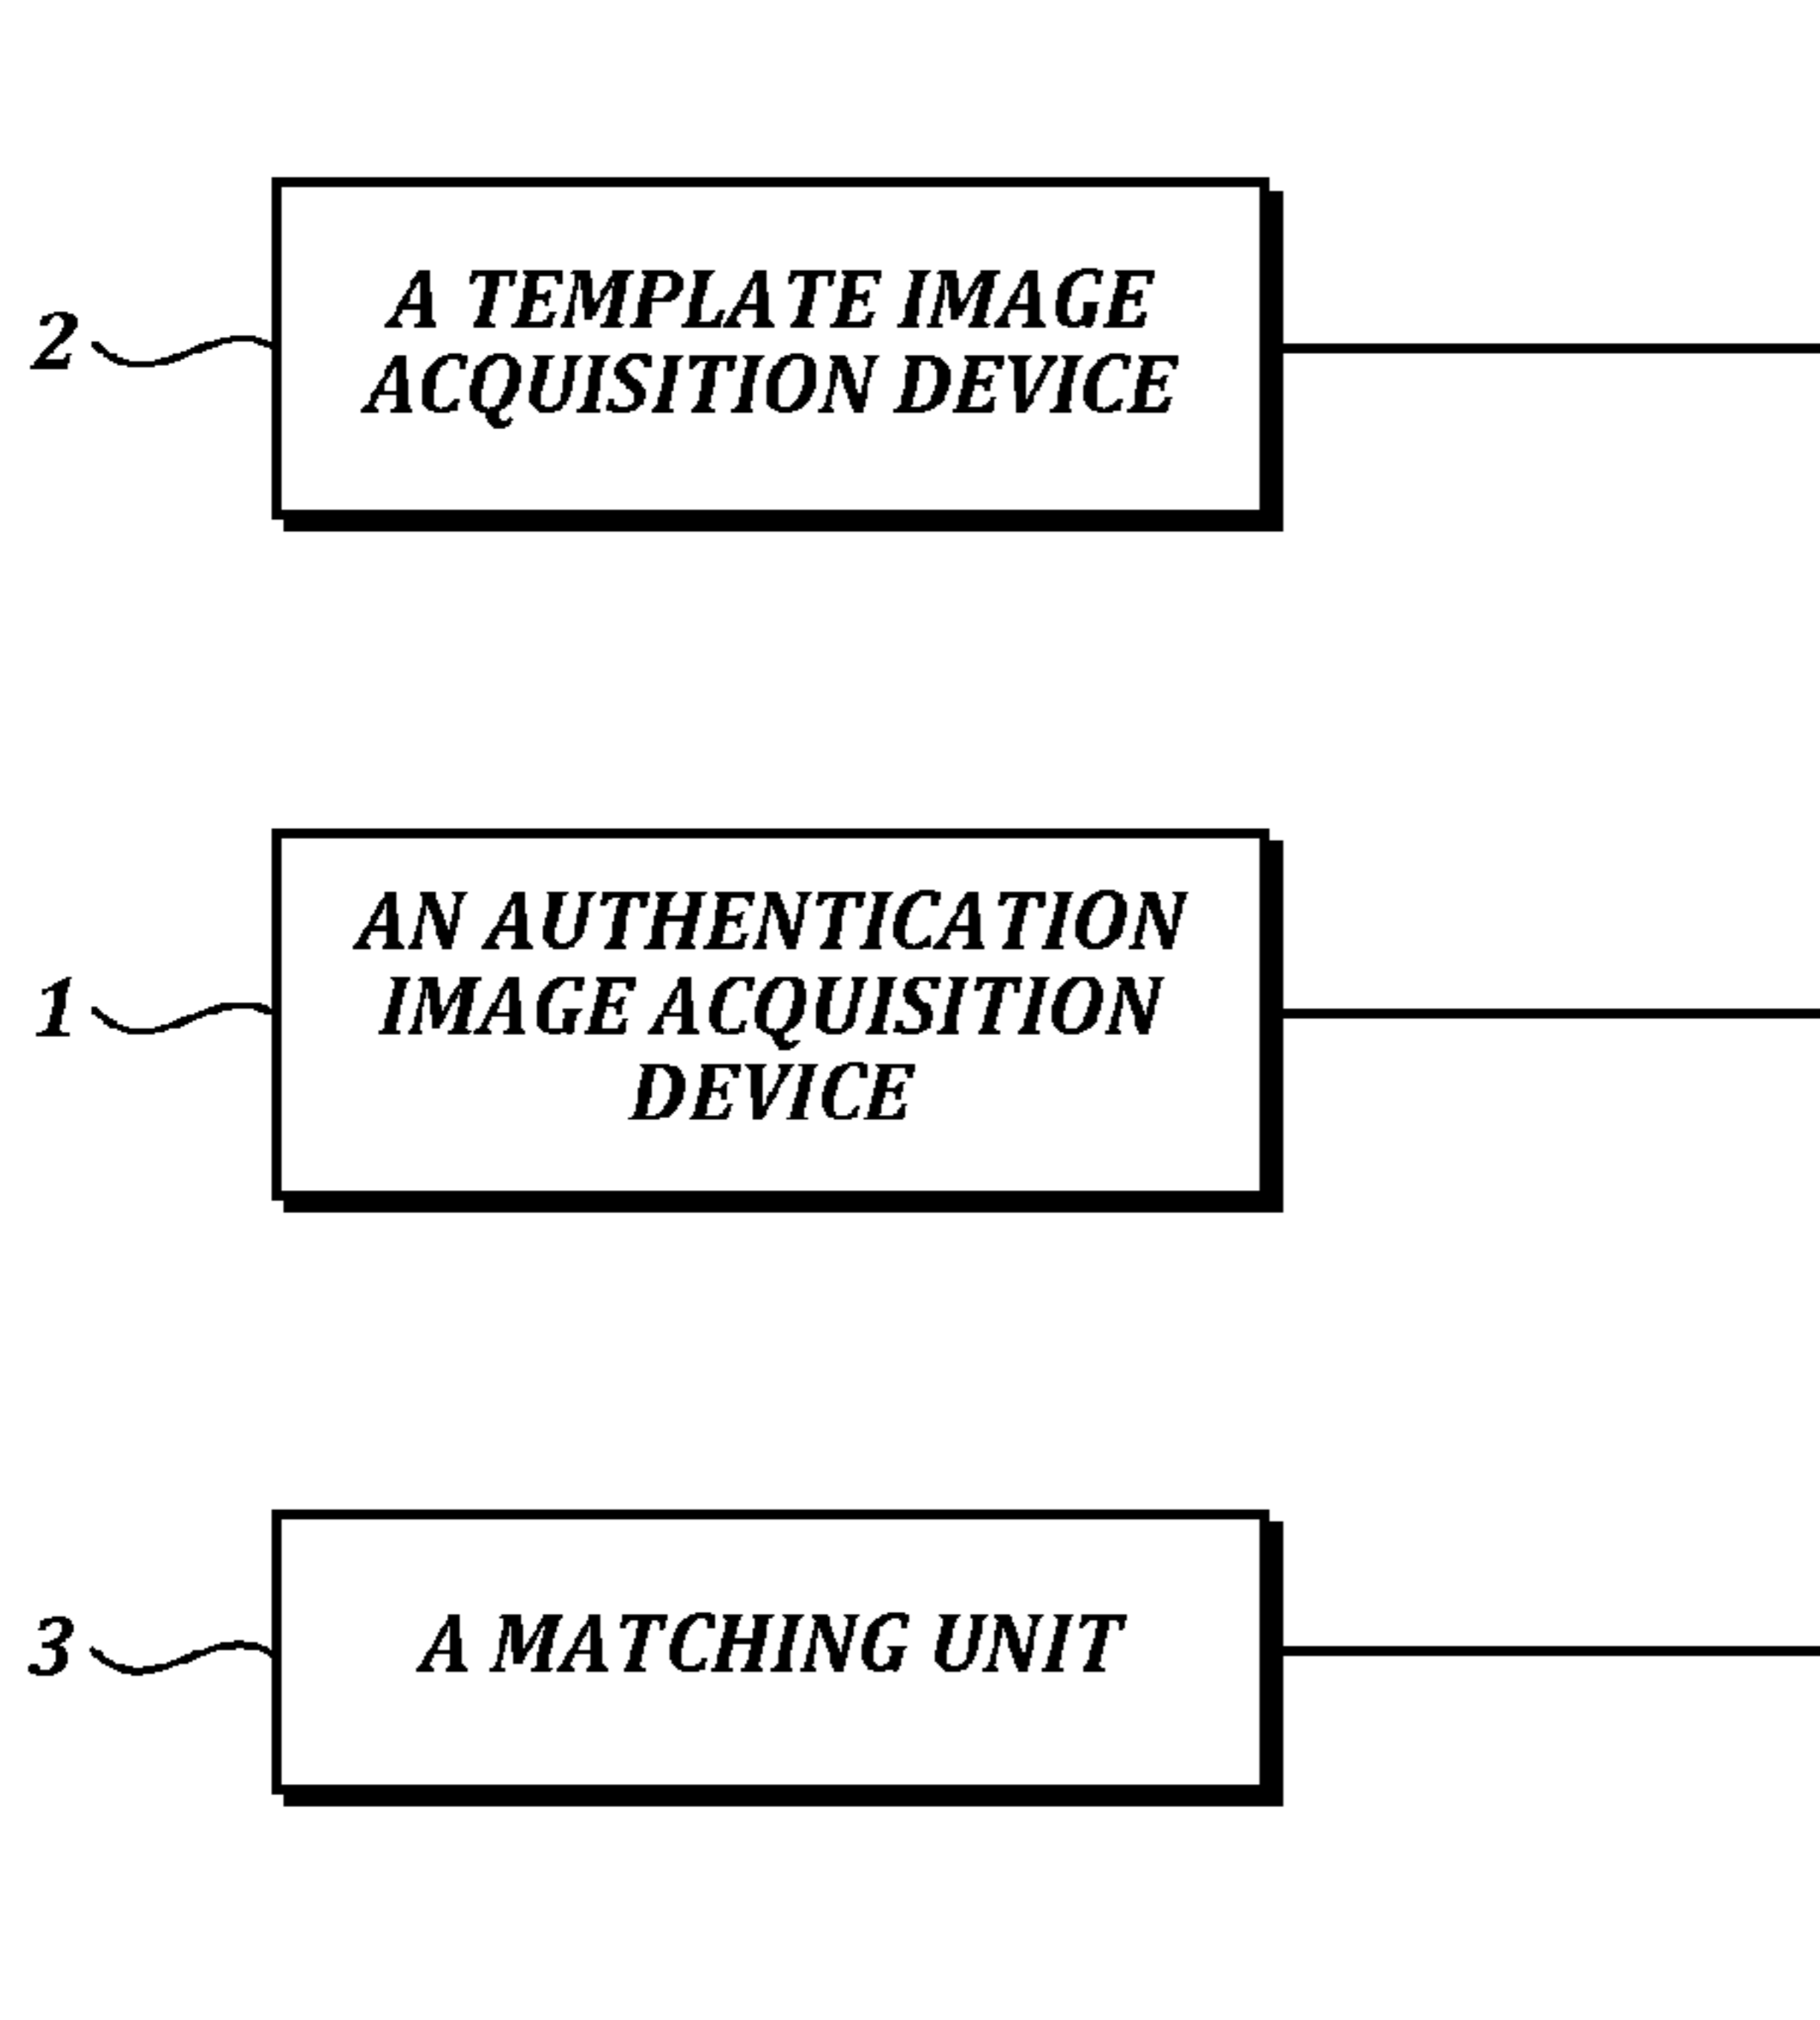 2
A TEMPLATE IMAGE
ACQUISITION DEVICE
1
AN AUTHENTICATION
IMAGE ACQUISITION
DEVICE
3
A MATCHING UNIT